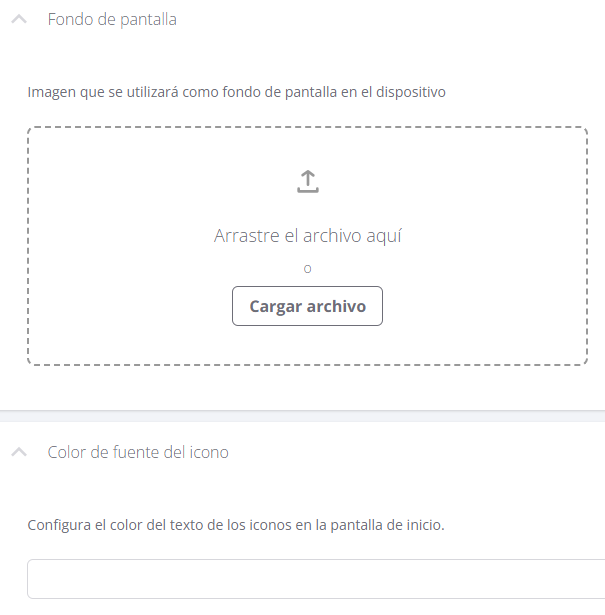 Fondo de pantalla
Imagen que se utilizará como fondo de pantalla en el dispositivo
Arrastre el archivo aquí
o
Cargar archivo
Color de fuente del icono
Configura el color del texto de los iconos en la pantalla de inicio.